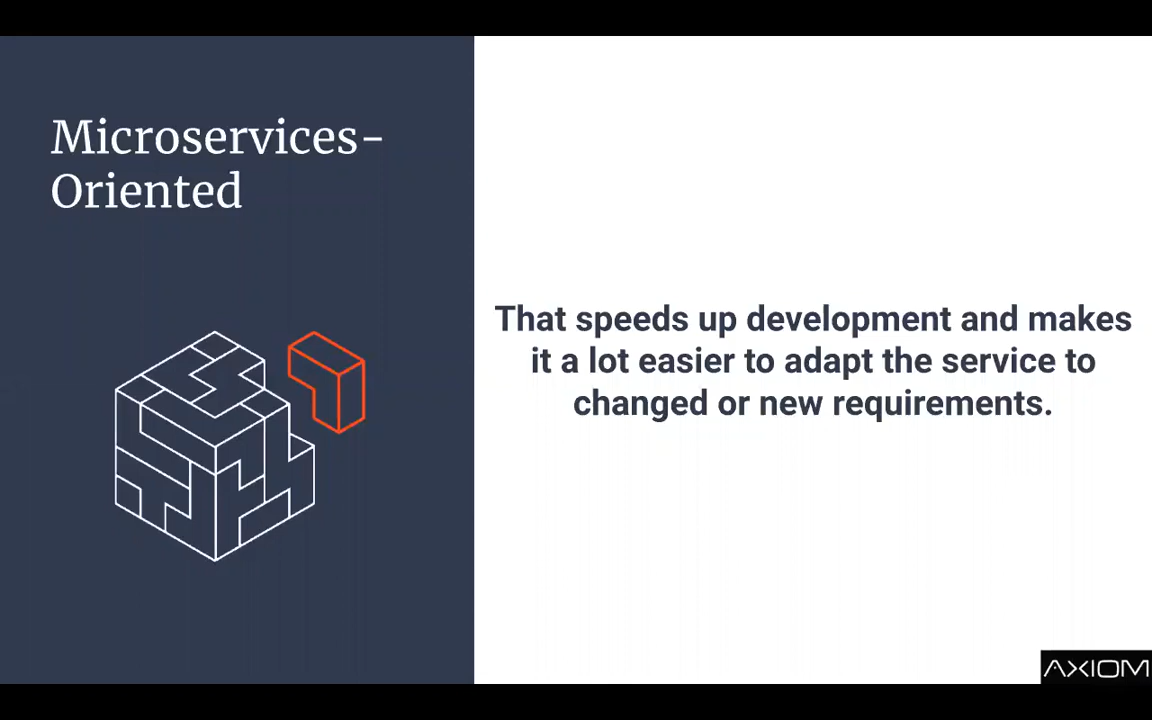 Microservices-
Oriented
That speeds up development and makes
it a lot easier to adapt the service to
changed or new requirements.
AXIOM